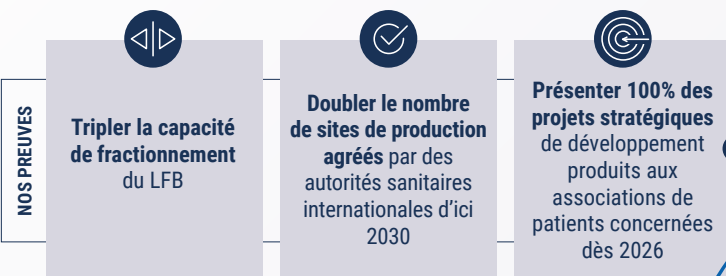 NOS PREUVES
Tripler la capacité
de fractionnement
du LFB
Doubler le nombre
de sites de production
agréés par des
autorités sanitaires
internationales d’ici
2030
Présenter 100% des
projets stratégiques
de développement
produits aux
associations de
patients concernées
dès 2026